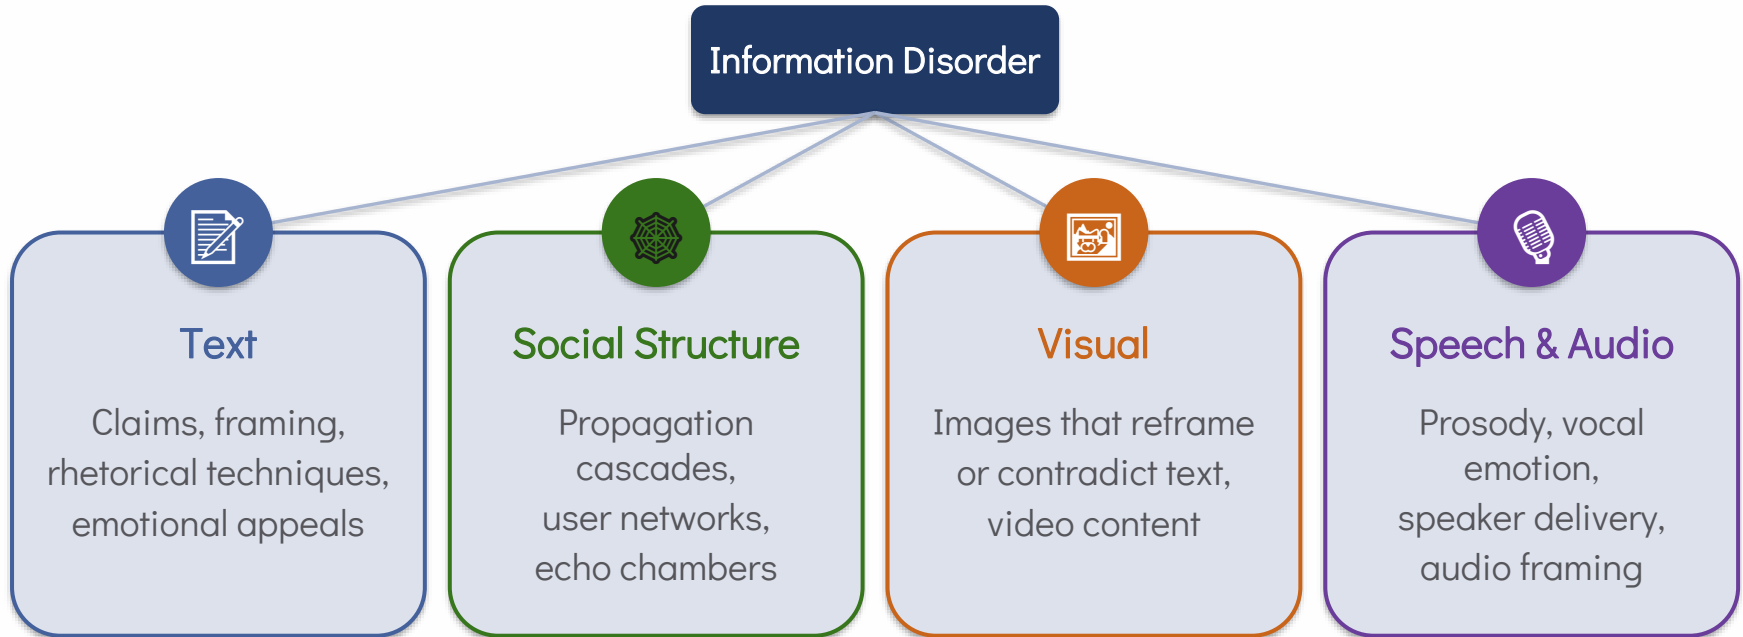 Information Disorder
Text
Claims, framing,
rhetorical techniques,
emotional appeals
Social Structure
Propagation
cascades,
user networks,
echo chambers
Visual
Images that reframe
or contradict text,
video content
Speech & Audio
Prosody, vocal
emotion,
speaker delivery,
audio framing